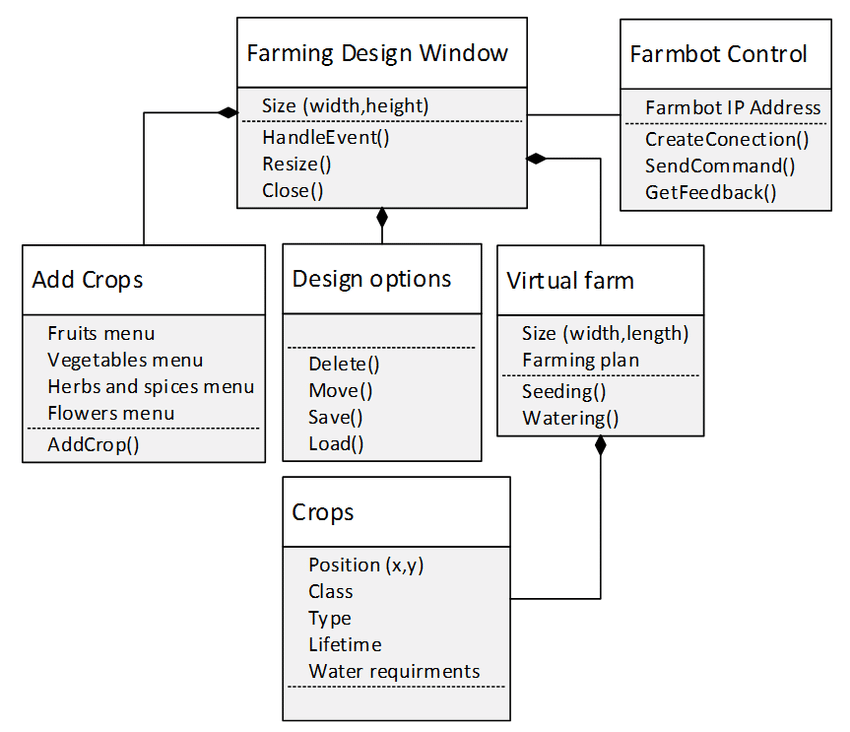 Farming Design Window
Size (width,height)
HandleEvent()
Resize()
Close()
Farmbot Control
Farmbot IP Address
CreateConection()
SendCommand()
GetFeedback()
Add Crops
Fruits menu
Vegetables menu
Herbs and spices menu
Flowers menu
AddCrop()
Design options
Delete()
Move()
Save()
Load()
Virtual farm
Size (width,length)
Farming plan
Seeding()
Watering()
Crops
Position (x,y)
Class
Type
Lifetime
Water requirments